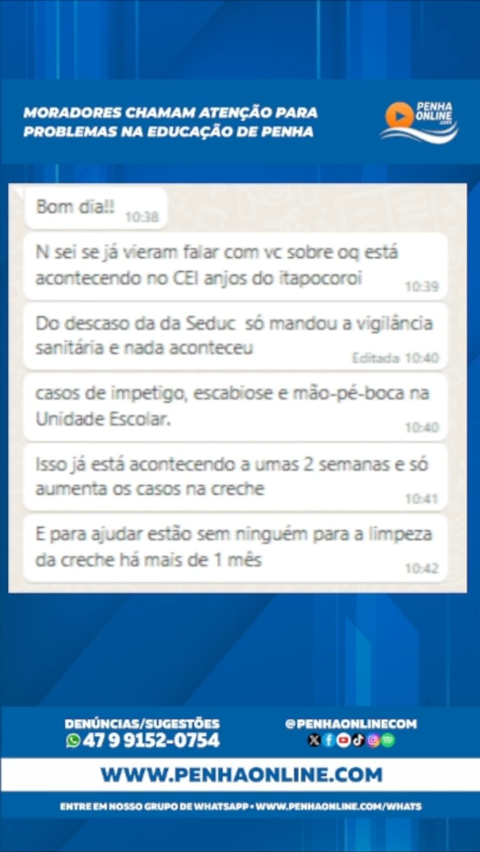 MORADORES CHAMAM ATENÇÃO PARA
PROBLEMAS NA EDUCAÇÃO DE PENHA
PENHA
ONLINE
.com
Bom dia!! 10:38
N sei se já vieram falar com vc sobre oq está
acontecendo no CEI anjos do itapocoroi 10:39
Do descaso da da Seduc só mandou a vigilância
sanitária e nada aconteceu Editada 10:40
casos de impetigo, escabiose e mão-pé-boca na
Unidade Escolar. 10:40
Isso já está acontecendo a umas 2 semanas e só
aumenta os casos na creche 10:41
E para ajudar estão sem ninguém para a limpeza
da creche há mais de 1 mês 10:42
DENÚNCIAS/SUGESTÕES
47 9 9152-0754
@PENHAONLINECOM
WWW.PENHAONLINE.COM
ENTRE EM NOSSO GRUPO DE WHATSAPP • WWW.PENHAONLINE.COM/WHATS